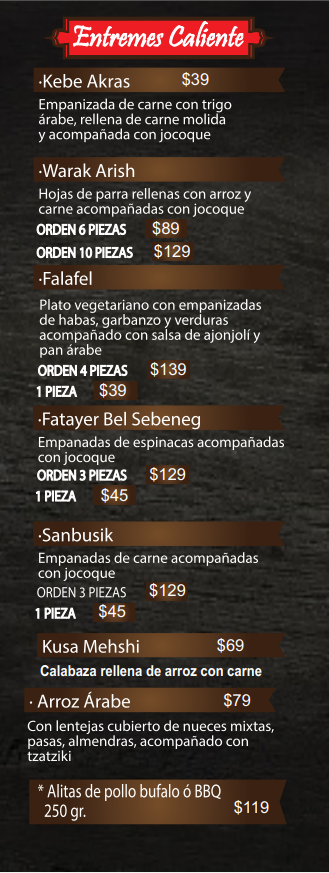 Entremes Caliente
·Kebe Akras $39
Empanizada de carne con trigo
árabe, rellena de carne molida
y acompañada con jocoque
·Warak Arish
Hojas de parra rellenas con arroz y
carne acompañadas con jocoque
ORDEN 6 PIEZAS $89
ORDEN 10 PIEZAS $129
·Falafel
Plato vegetariano con empanizadas
de habas, garbanzo y verduras
acompañado con salsa de ajonjolí y
pan árabe
ORDEN 4 PIEZAS $139
1 PIEZA $39
·Fatayer Bel Sebeneg
Empanadas de espinacas acompañadas
con jocoque
ORDEN 3 PIEZAS $129
1 PIEZA $45
·Sanbusik
Empanadas de carne acompañadas
con jocoque
ORDEN 3 PIEZAS $129
1 PIEZA $45
Kusa Mehshi $69
Calabaza rellena de arroz con carne
· Arroz Árabe $79
Con lentejas cubierto de nueces mixtas,
pasas, almendras, acompañado con
tzatziki
* Alitas de pollo bufalo ó BBQ
250 gr. $119